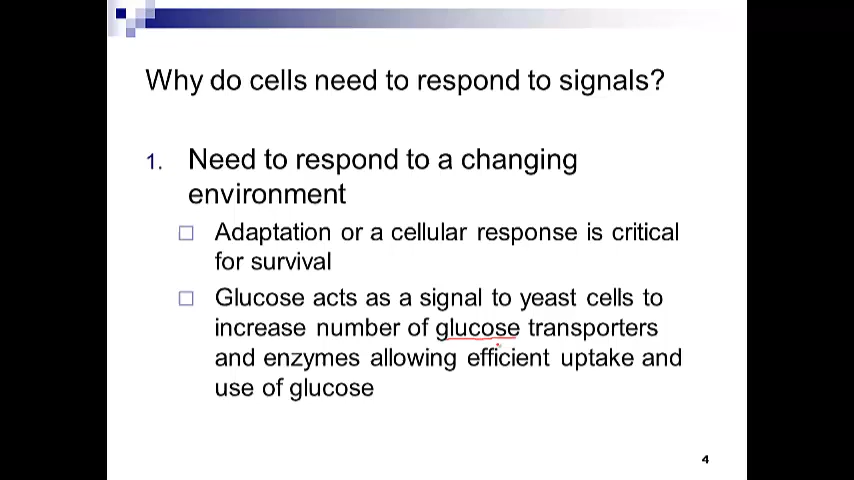 Why do cells need to respond to signals?
1. Need to respond to a changing
environment
Adaptation or a cellular response is critical
for survival
Glucose acts as a signal to yeast cells to
increase number of glucose transporters
and enzymes allowing efficient uptake and
use of glucose
4